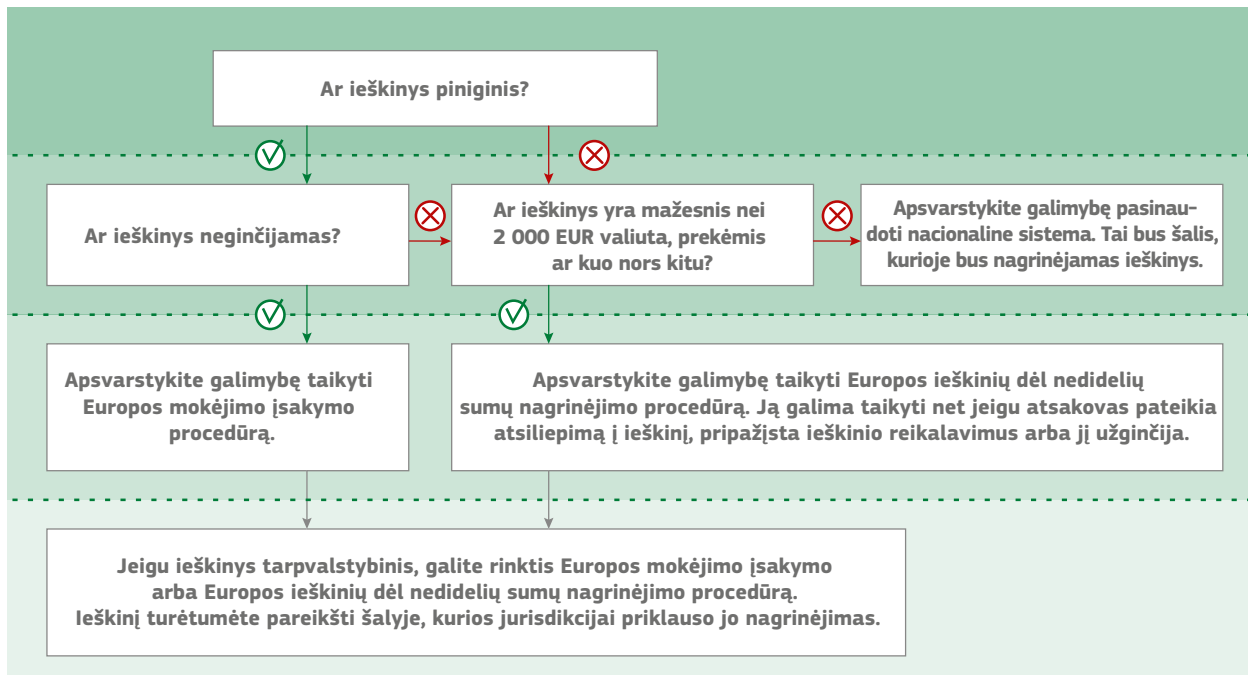 Ar ieškinys piniginis?
Ar ieškinys neginčijamas?
Ar ieškinys yra mažesnis nei
2 000 EUR valiuta, prekėmis
ar kuo nors kitu?
Apsvarstykite galimybę pasinau-
doti nacionaline sistema. Tai bus šalis,
kurioje bus nagrinėjamas ieškinys.
Apsvarstykite galimybę taikyti
Europos mokėjimo įsakymo
procedūrą.
Apsvarstykite galimybę taikyti Europos ieškinių dėl nedidelių
sumų nagrinėjimo procedūrą. Ją galima taikyti net jeigu atsakovas pateikia
atsiliepimą į ieškinį, pripažįsta ieškinio reikalavimus arba jį užginčija.
Jeigu ieškinys tarpvalstybinis, galite rinktis Europos mokėjimo įsakymo
arba Europos ieškinių dėl nedidelių sumų nagrinėjimo procedūrą.
Ieškinį turėtumėte pareikšti šalyje, kurios jurisdikcijai priklauso jo nagrinėjimas.